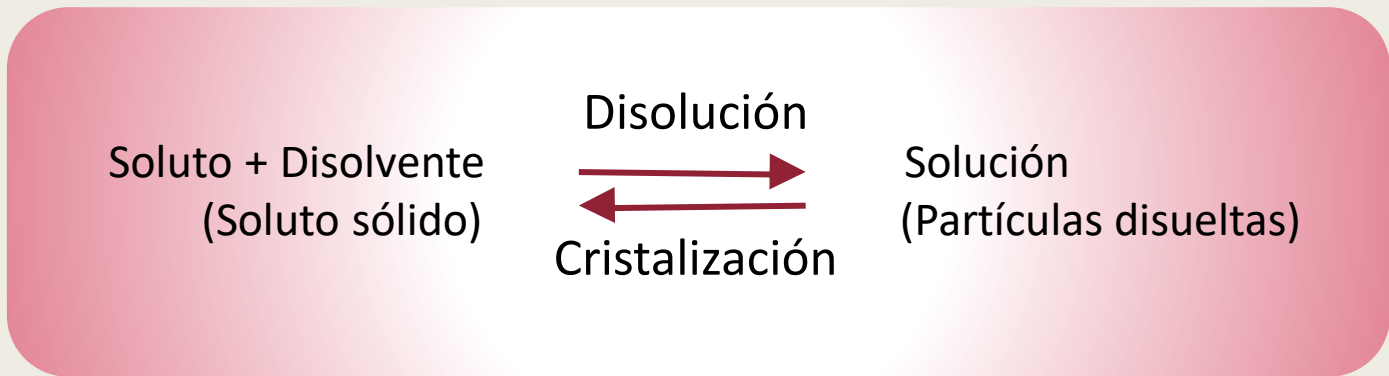 Disolución
Soluto + Disolvente
Solución
(Soluto sólido)
(Partículas disueltas)
Cristalización